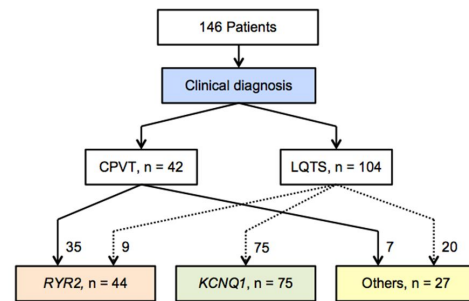 146 Patients
Clinical diagnosis
CPVT, n = 42
LQTS, n = 104
35
9
75
7
20
RYR2, n = 44
KCNQ1, n = 75
Others, n = 27